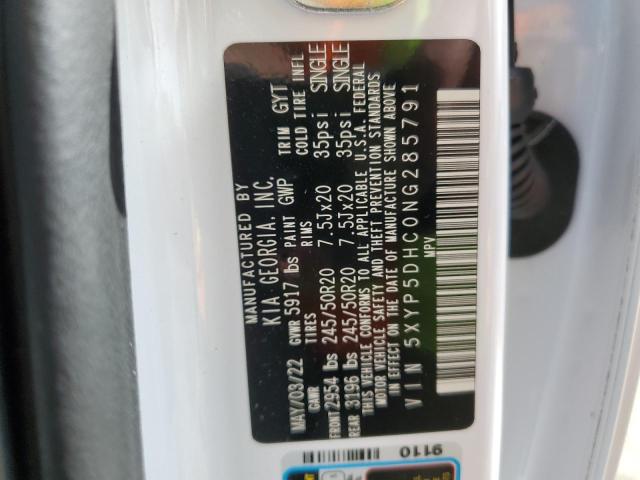 MANUFACTURED BY
KIA GEORGIA, INC.
MAY/03/22 GVWR 5917 lbs PAINT GWP TRIM GYT
GAWR TIRES RIMS COLD TIRE INFL
FRONT 2954 lbs 245/50R20 7.5Jx20 35psi SINGLE
REAR 3196 lbs 245/50R20 7.5Jx20 35psi SINGLE
THIS VEHICLE CONFORMS TO ALL APPLICABLE U.S.A. FEDERAL
MOTOR VEHICLE SAFETY AND THEFT PREVENTION STANDARDS
IN EFFECT ON THE DATE OF MANUFACTURE SHOWN ABOVE
VIN 5XYP5DHC0NG285791
MPV
9110